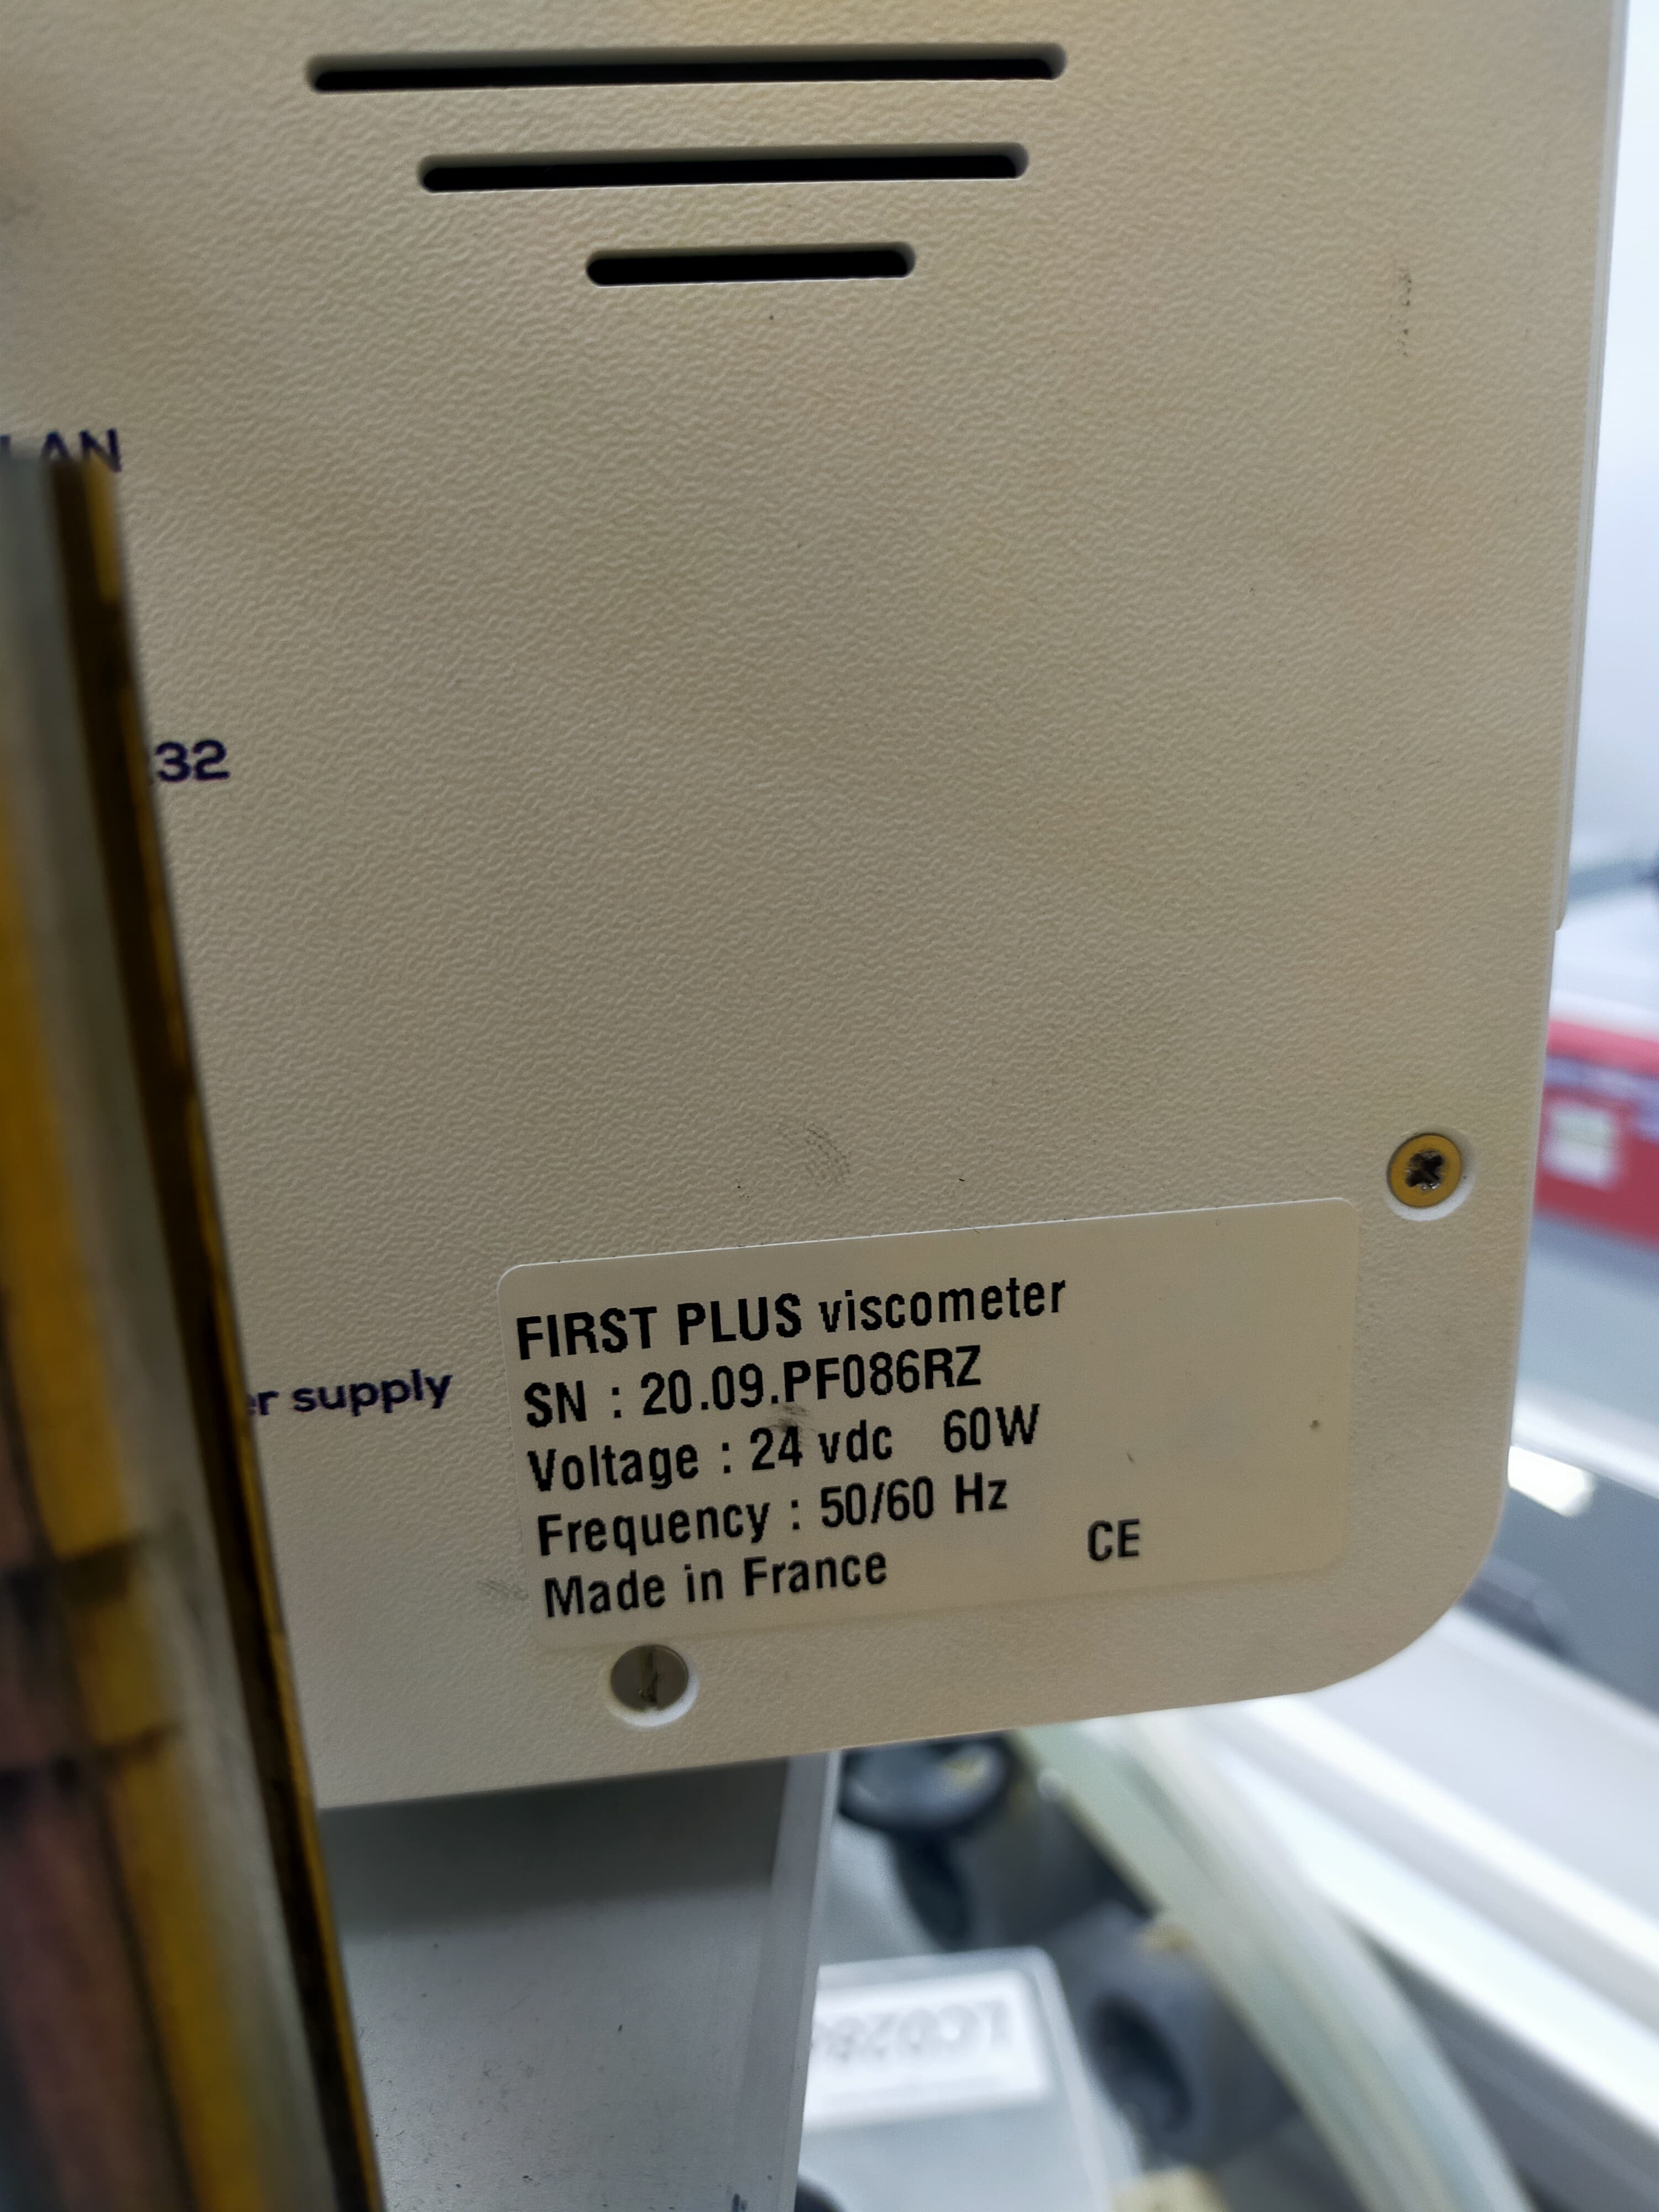 LAN
32
er supply
FIRST PLUS viscometer
SN : 20.09.PF086RZ
Voltage : 24 vdc 60W
Frequency : 50/60 Hz
Made in France CE